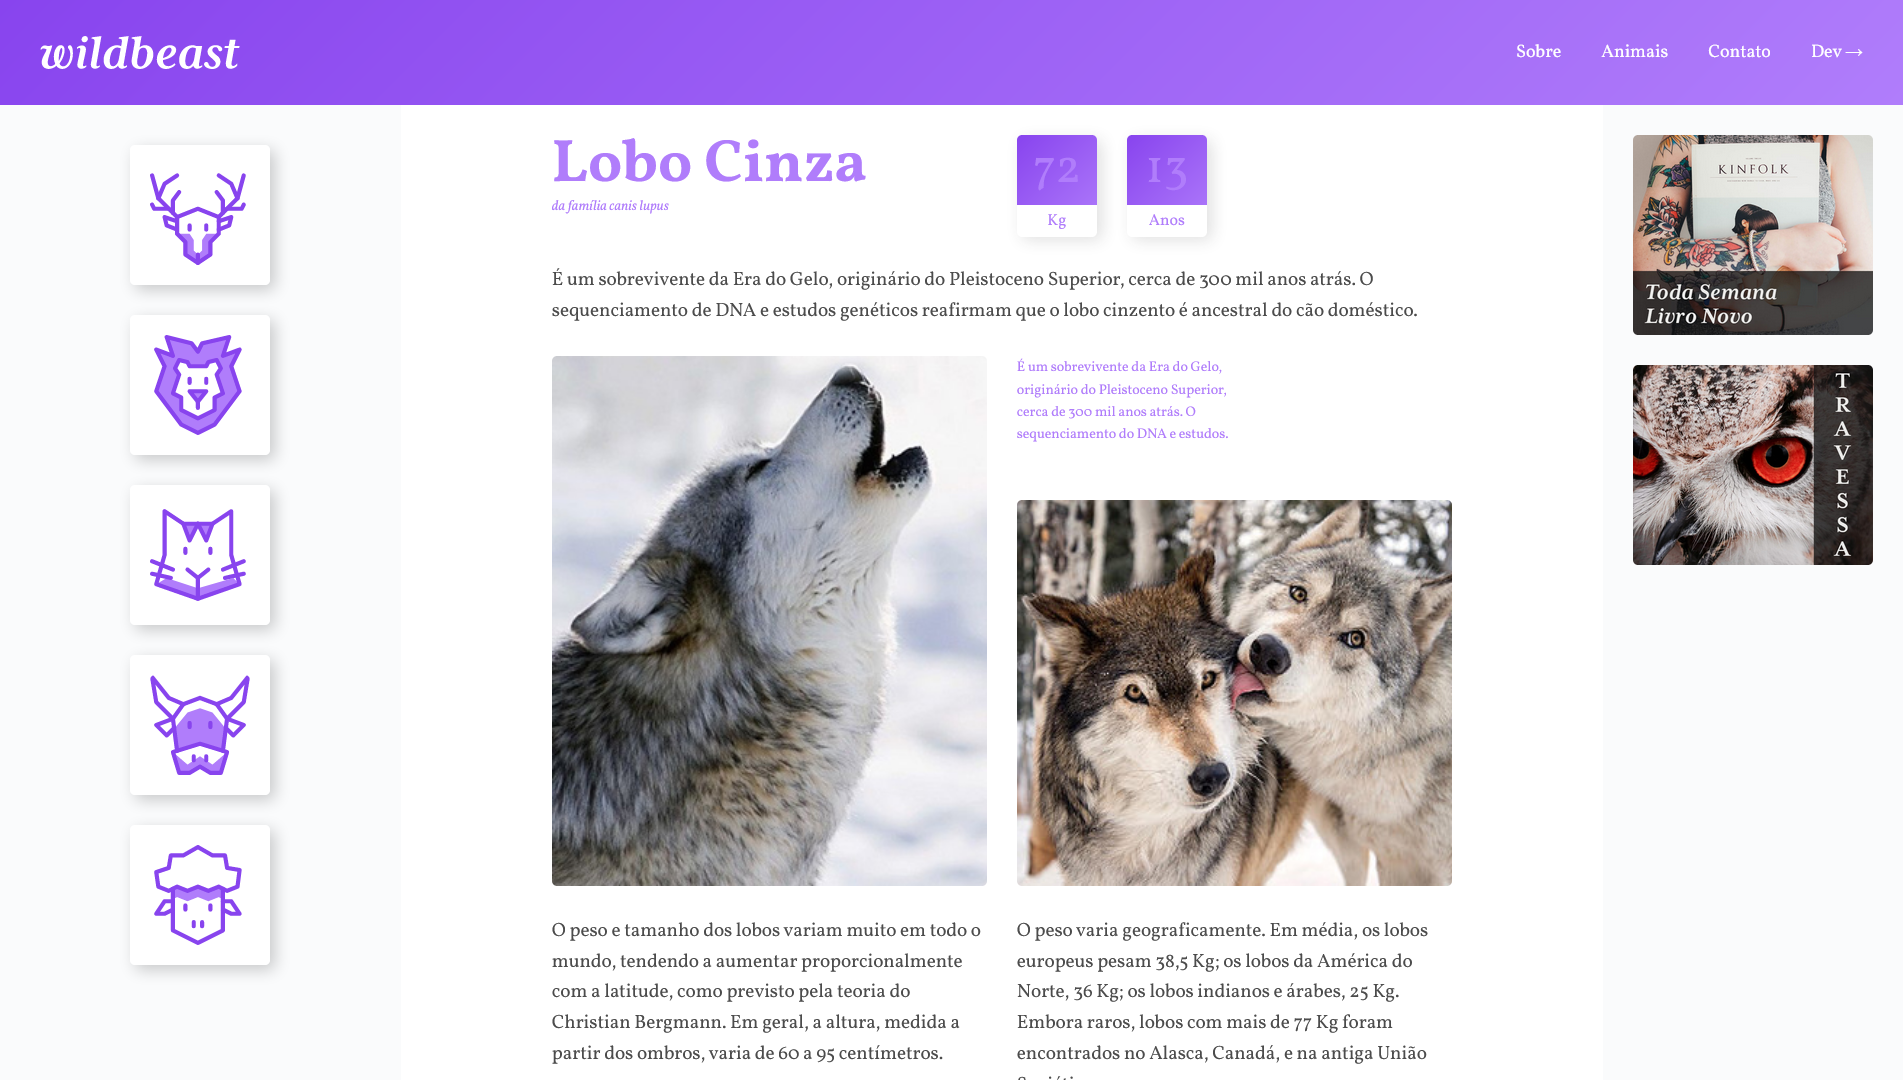 wildbeast
Sobre
Animais
Contato
Dev→
Lobo Cinza
da família canis lupus
72
Kg
13
Anos
É um sobrevivente da Era do Gelo, originário do Pleistoceno Superior, cerca de 300 mil anos atrás. O
sequenciamento de DNA e estudos genéticos reafirmam que o lobo cinzento é ancestral do cão doméstico.
É um sobrevivente da Era do Gelo,
originário do Pleistoceno Superior,
cerca de 300 mil anos atrás. O
sequenciamento do DNA e estudos.
O peso e tamanho dos lobos variam muito em todo o
mundo, tendendo a aumentar proporcionalmente
com a latitude, como previsto pela teoria do
Christian Bergmann. Em geral, a altura, medida a
partir dos ombros, varia de 60 a 95 centímetros.
O peso varia geograficamente. Em média, os lobos
europeus pesam 38,5 Kg; os lobos da América do
Norte, 36 Kg; os lobos indianos e árabes, 25 Kg.
Embora raros, lobos com mais de 77 Kg foram
encontrados no Alasca, Canadá, e na antiga União
KINFOLK
Toda Semana
Livro Novo
TRAVESSA